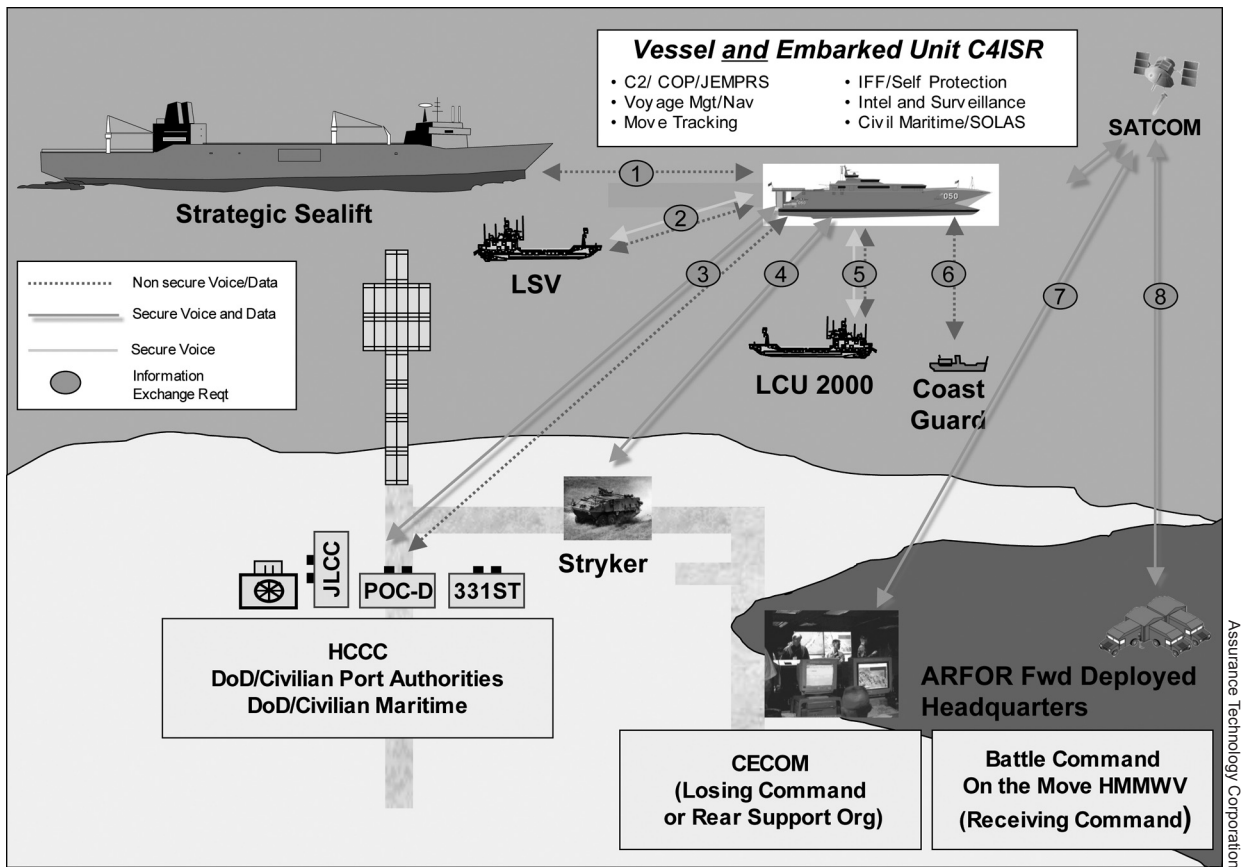 Vessel and Embarked Unit C4ISR
• C2/ COP/JEMPRS
• Voyage Mgt/Nav
• Move Tracking
• IFF/Self Protection
• Intel and Surveillance
• Civil Maritime/SOLAS
SATCOM
1
050
Strategic Sealift
2
LSV
3
4
5
6
7
8
Non secure Voice/Data
Secure Voice and Data
Secure Voice
Information
Exchange Reqt
LCU 2000
Coast
Guard
Stryker
JLCC
POC-D
331ST
HCCC
DoD/Civilian Port Authorities
DoD/Civilian Maritime
ARFOR Fwd Deployed
Headquarters
CECOM
(Losing Command
or Rear Support Org)
Battle Command
On the Move HMMWV
(Receiving Command)
Assurance Technology Corporation